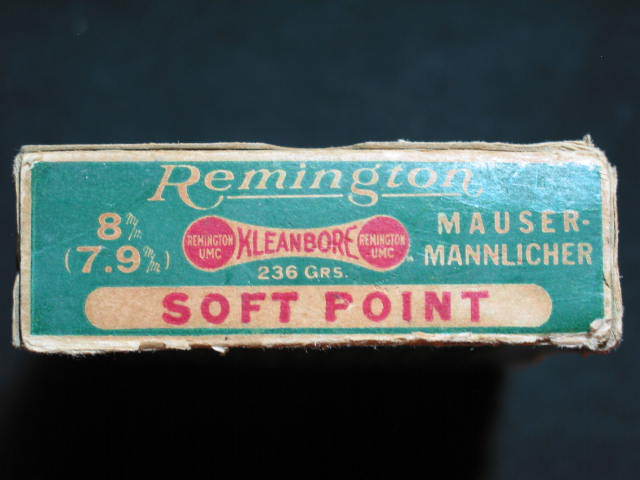 Remington
8 m/m
(7.9 m/m)
REMINGTON
UMC
KLEANBORE
REMINGTON
UMC
236 GRS.
MAUSER-
MANNLICHER
SOFT POINT